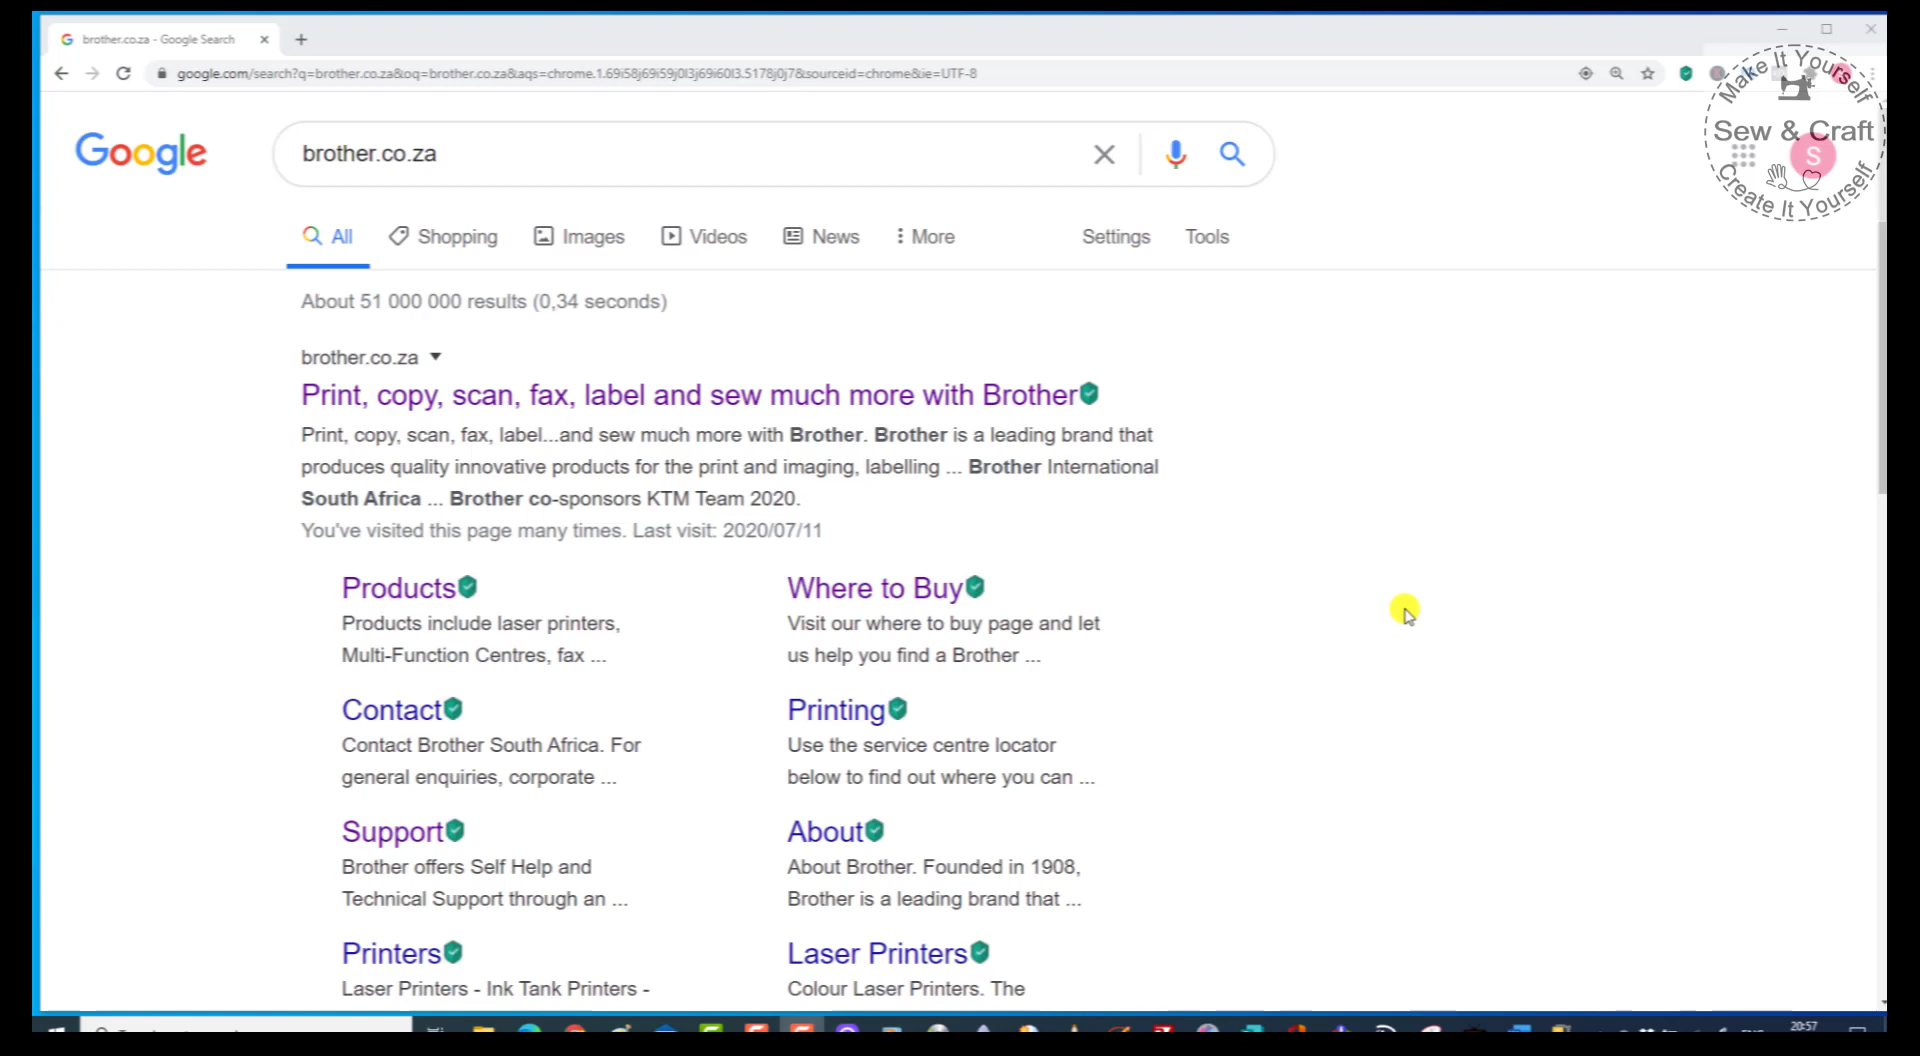 brother.co.za - Google Search
google.com/search?q=brother.co.za&oq=brother.co.za&aqs=chrome.1.69i58j69i59j0l3j69i60l3.5178j0j7&sourceid=chrome&ie=UTF-8
Make It Yourself
Sew & Craft
Create It Yourself
S
Google
brother.co.za
All Shopping Images Videos News More Settings Tools
About 51 000 000 results (0,34 seconds)
brother.co.za
Print, copy, scan, fax, label and sew much more with Brother
Print, copy, scan, fax, label...and sew much more with Brother. Brother is a leading brand that
produces quality innovative products for the print and imaging, labelling ... Brother International
South Africa ... Brother co-sponsors KTM Team 2020.
You've visited this page many times. Last visit: 2020/07/11
Products
Products include laser printers,
Multi-Function Centres, fax ...
Where to Buy
Visit our where to buy page and let
us help you find a Brother ...
Contact
Contact Brother South Africa. For
general enquiries, corporate ...
Printing
Use the service centre locator
below to find out where you can ...
Support
Brother offers Self Help and
Technical Support through an ...
About
About Brother. Founded in 1908,
Brother is a leading brand that ...
Printers
Laser Printers - Ink Tank Printers -
Laser Printers
Colour Laser Printers. The
20:57